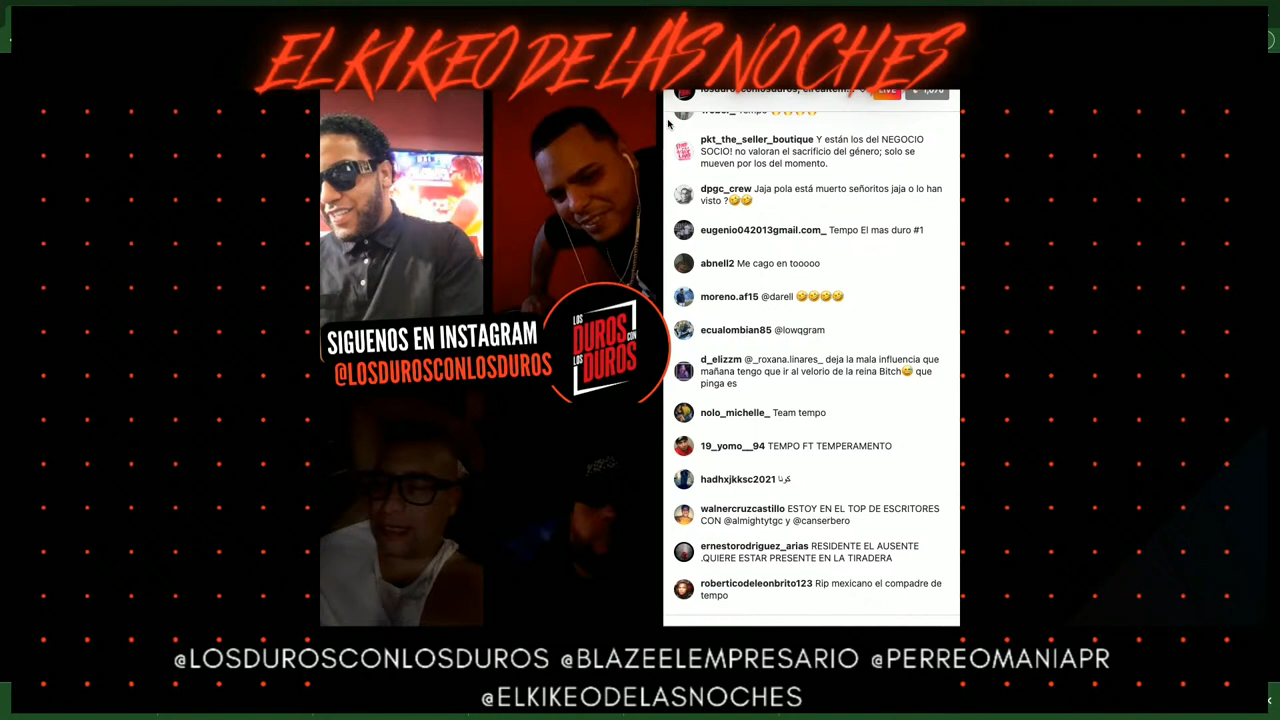 EL KIKEO DE LAS NOCHES
LIVE
pkt_the_seller_boutique Y están los del NEGOCIO
SOCIO! no valoran el sacrificio del género; solo se
mueven por los del momento.
dpgc_crew Jaja pola está muerto señoritos jaja o lo han
visto ?🤣🤣
eugenio042013gmail.com_ Tempo El mas duro #1
abnell2 Me cago en tooooo
moreno.af15 @darell 🤣🤣🤣🤣
ecualombian85 @lowqgram
d_elizzm @_roxana.linares_ deja la mala influencia que
mañana tengo que ir al velorio de la reina Bitch😅 que
pinga es
nolo_michelle_ Team tempo
19_yomo__94 TEMPO FT TEMPERAMENTO
hadhxjkksc2021 كونا
walnercruzcastillo ESTOY EN EL TOP DE ESCRITORES
CON @almightytgc y @canserbero
ernestorodriguez_arias RESIDENTE EL AUSENTE
.QUIERE ESTAR PRESENTE EN LA TIRADERA
roberticodeleonbrito123 Rip mexicano el compadre de
tempo
SIGUENOS EN INSTAGRAM
@LOSDUROSCONLOSDUROS
LOS
DUROS CON
LOS
DUROS
@LOSDUROSCONLOSDUROS @BLAZEELEMPRESARIO @PERREOMANIAPR
@ELKIKEODELASNOCHES